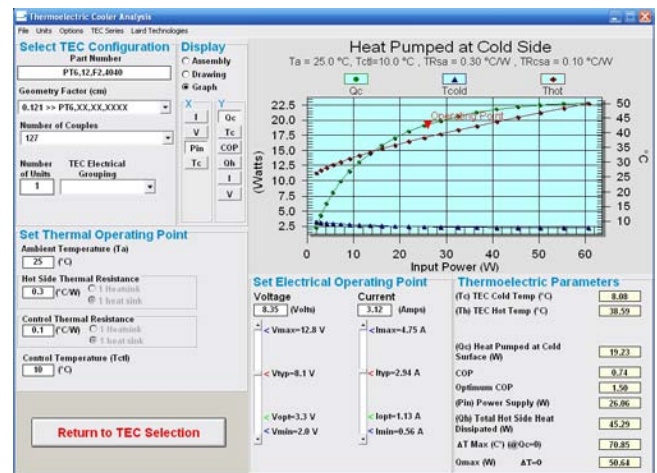 Thermoelectric Cooler Analysis
File Units Options TEC Series Laird Technologies
Select TEC Configuration
Part Number
PT6,12,F2,4040
Geometry Factor (cm)
0.121 >> PT6,XX,XX,XXXX
Number of Couples
127
Number of Units
TEC Electrical Grouping
1
Display
Assembly
Drawing
Graph
X Y
I Qc
V Tc
Pin COP
Tc Qh
I
V
Heat Pumped at Cold Side
Ta = 25.0 °C, Tctl=10.0 °C , TRsa = 0.30 °C/W , TRcsa = 0.10 °C/W
Qc Tcold Thot
Operating Point
22.5
20.0
17.5
15.0
12.5
10.0
7.5
5.0
2.5
(Watts)
50
45
40
35
30
25
20
15
10
°C
0 10 20 30 40 50 60
Input Power (W)
Set Thermal Operating Point
Ambient Temperature (Ta)
25 (°C)
Hot Side Thermal Resistance
0.3 (°C/W) 1 Heatsink
1 heat sink
Control Thermal Resistance
0.1 (°C/W) 1 Heatsink
1 heat sink
Control Temperature (Tctl)
10 (°C)
Return to TEC Selection
Set Electrical Operating Point
Voltage Current
8.35 (Volts) 3.12 (Amps)
< Vmax=12.8 V < Imax=4.75 A
< Vtyp=8.1 V < Ityp=2.94 A
< Vopt=3.3 V < Iopt=1.13 A
< Vmin=2.0 V < Imin=0.56 A
Thermoelectric Parameters
(Tc) TEC Cold Temp (°C) 8.08
(Th) TEC Hot Temp (°C) 38.59
(Qc) Heat Pumped at Cold Surface (W) 19.23
COP 0.74
Optimum COP 1.50
(Pin) Power Supply (W) 26.06
(Qh) Total Hot Side Heat Dissipated (W) 45.29
ΔT Max (C°) (@Qc=0) 70.85
Qmax (W) ΔT=0 50.64